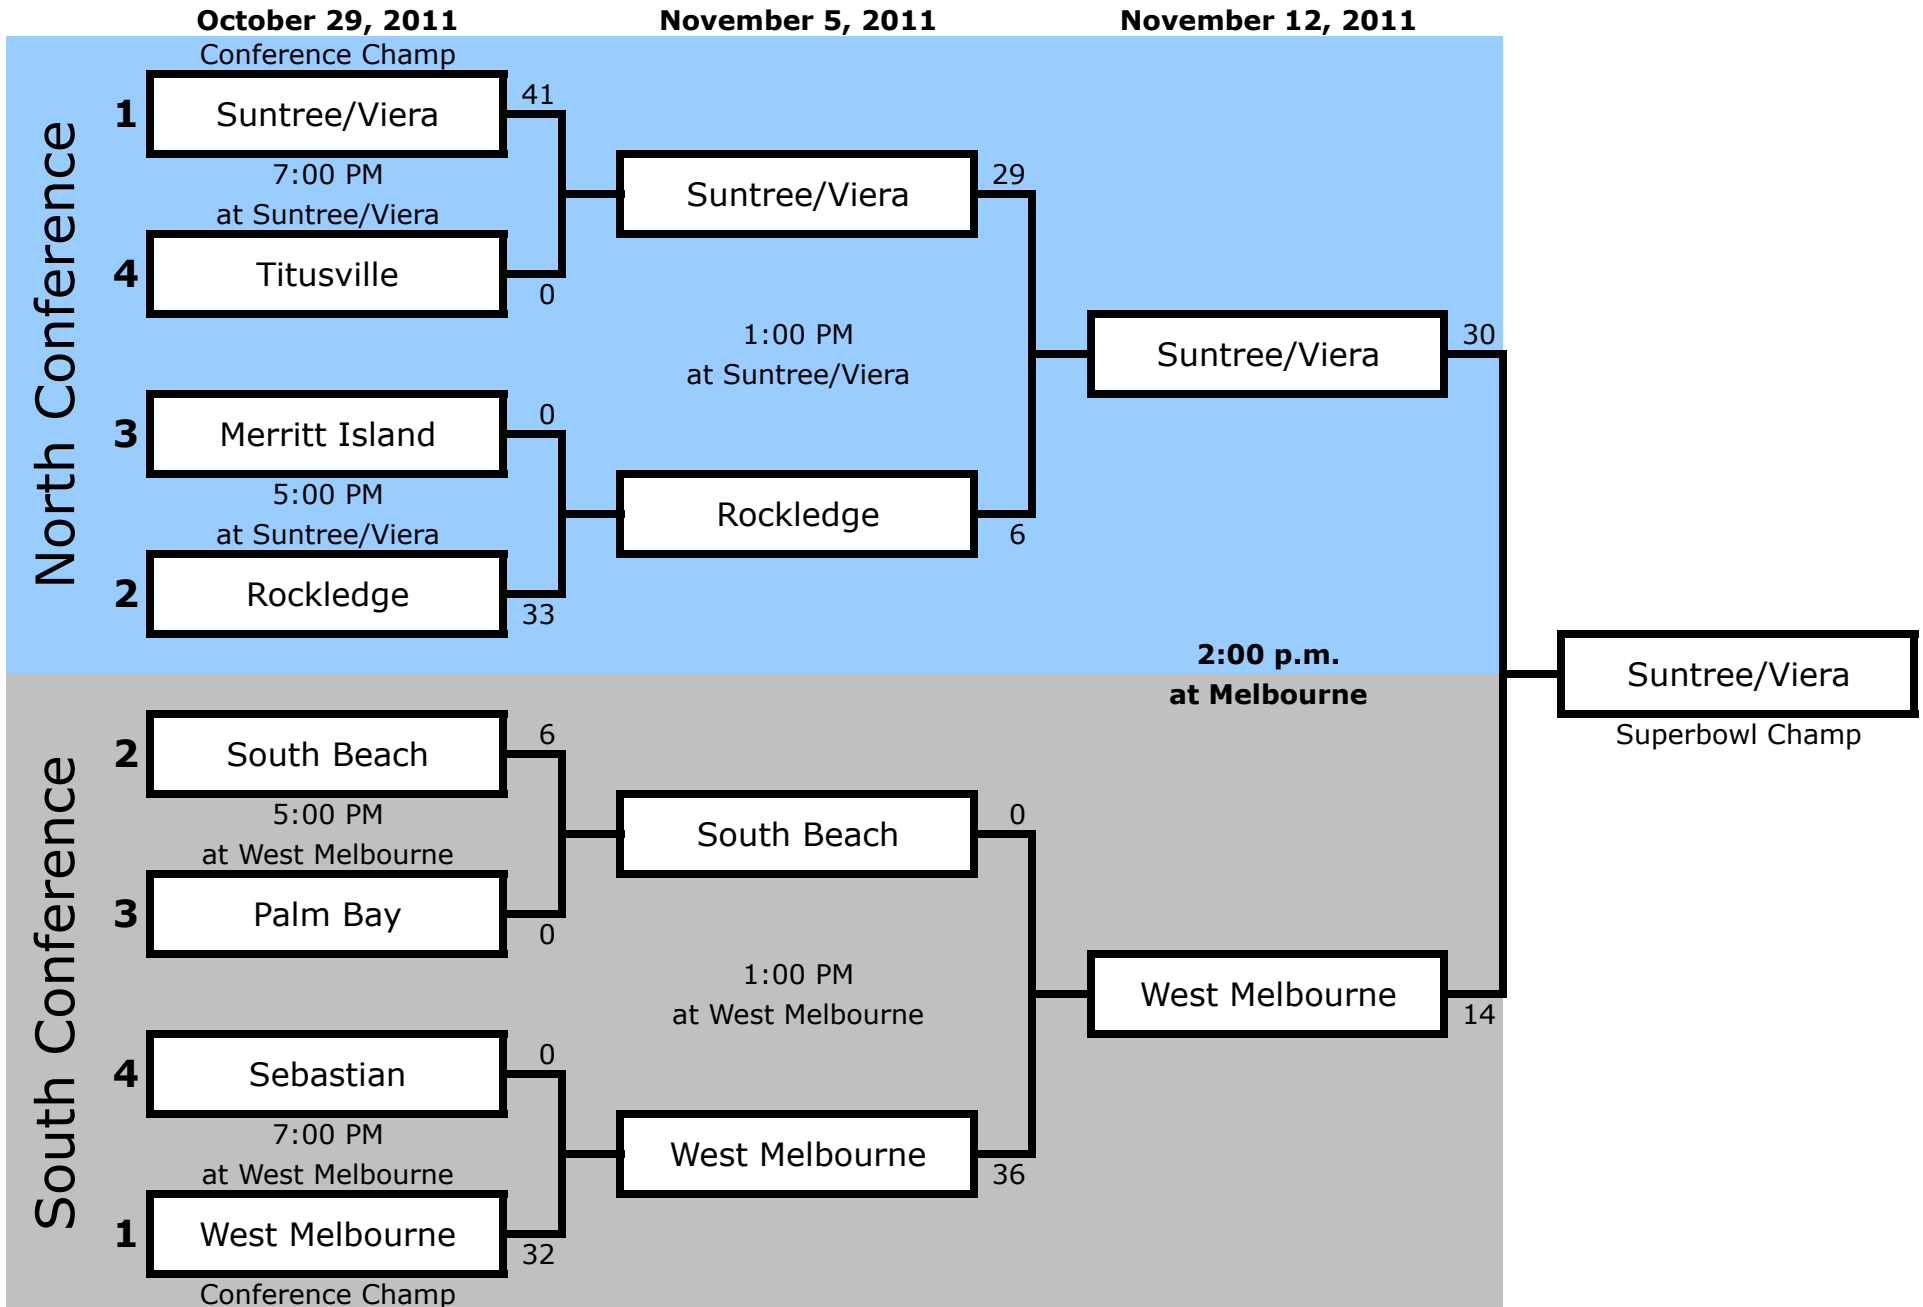 October 29, 2011
November 5, 2011
November 12, 2011
North Conference
Conference Champ
1
Suntree/Viera
41
7:00 PM
at Suntree/Viera
4
Titusville
0
3
Merritt Island
0
5:00 PM
at Suntree/Viera
2
Rockledge
33
Suntree/Viera
29
1:00 PM
at Suntree/Viera
Rockledge
6
Suntree/Viera
30
2:00 p.m.
at Melbourne
Suntree/Viera
Superbowl Champ
South Conference
2
South Beach
6
5:00 PM
at West Melbourne
3
Palm Bay
0
4
Sebastian
0
7:00 PM
at West Melbourne
1
West Melbourne
32
Conference Champ
South Beach
0
1:00 PM
at West Melbourne
West Melbourne
36
West Melbourne
14